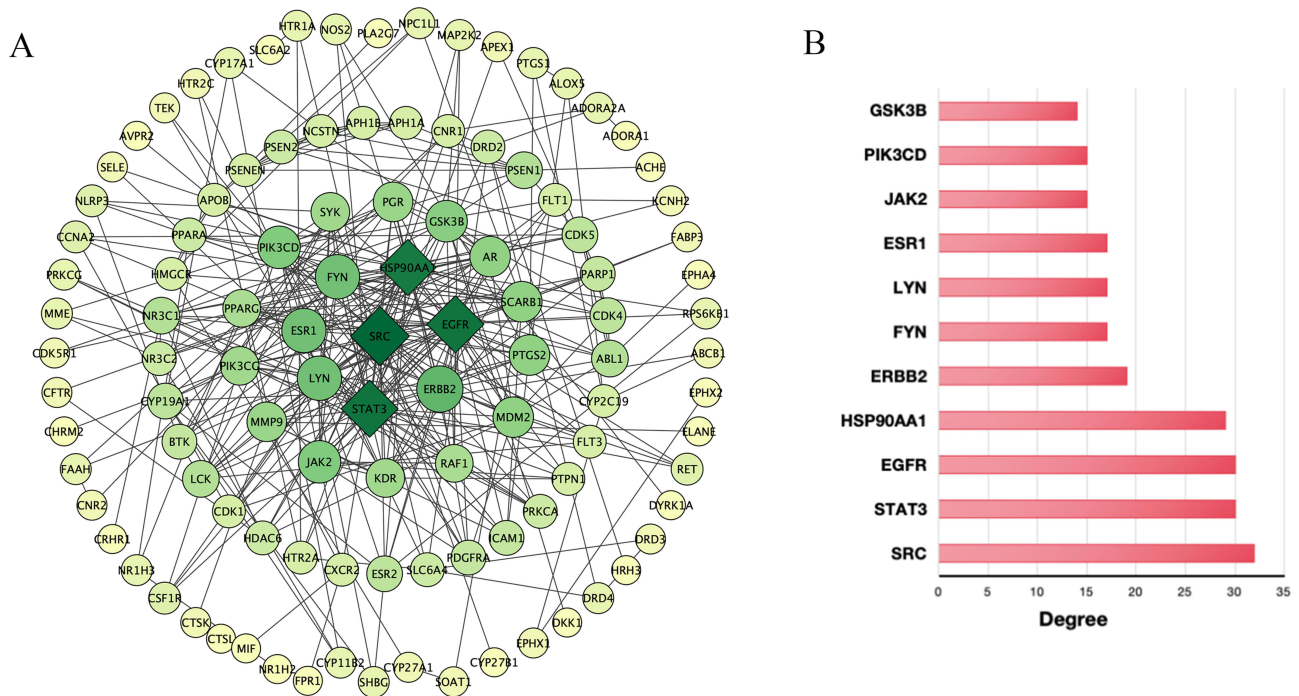 A
B
HTR1A
NOS2
PLA2G7
NPC1L1
MAP2K2
APEX1
SLC6A2
PTGS1
ALOX5
CYP17A1
HTR2C
ADORA2A
ADORA1
TEK
AVPR2
ACHE
SELE
KCNH2
NLRP3
FABP3
CCNA2
EPHA4
PRKCG
RPS6KB1
MME
ABCB1
CDK5R1
EPHX2
CFTR
ELANE
CHRM2
RET
FAAH
DYRK1A
CNR2
DRD3
CRHR1
HRH3
NR1H3
DRD4
CSF1R
DKK1
CTSK
EPHX1
CTSL
CYP27B1
MIF
SOAT1
NR1H2
CYP27A1
FPR1
CYP11B2
SHBG
NCSTN
APH1B
APH1A
CNR1
DRD2
PSEN2
PSENEN
PSEN1
APOB
FLT1
PPARA
CDK5
HMGCR
PARP1
NR3C1
CDK4
NR3C2
ABL1
CYP19A1
CYP2C19
BTK
FLT3
LCK
PTPN1
CDK1
PRKCA
HDAC6
ICAM1
HTR2A
PDGFRA
CXCR2
ESR2
SLC6A4
SYK
PGR
GSK3B
PIK3CD
AR
FYN
HSP90AA1
PPARG
SCARB1
ESR1
SRC
EGFR
PIK3CG
PTGS2
LYN
ERBB2
STAT3
MMP9
MDM2
JAK2
KDR
RAF1
GSK3B
PIK3CD
JAK2
ESR1
LYN
FYN
ERBB2
HSP90AA1
EGFR
STAT3
SRC
0 5 10 15 20 25 30 35
Degree